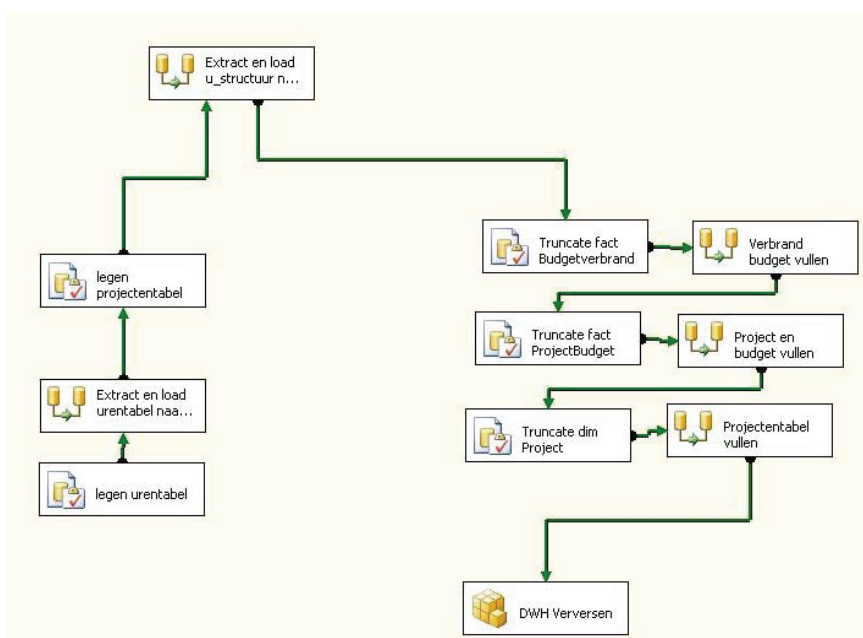 Extract en load
u_structuur n...
Truncate fact
Budgetverbrand
Verbrand
budget vullen
legen
projectentabel
Truncate fact
ProjectBudget
Project en
budget vullen
Extract en load
urentabel naa...
Truncate dim
Project
Projectentabel
vullen
legen urentabel
DWH Verversen